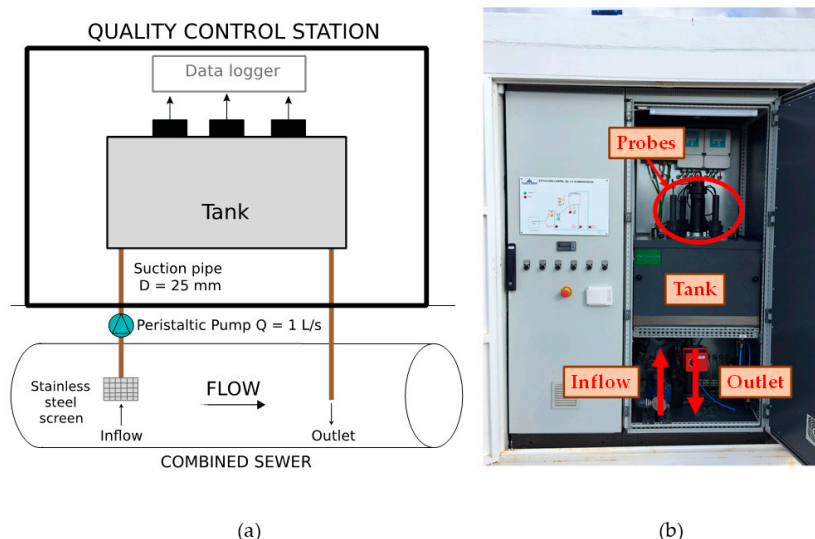 QUALITY CONTROL STATION
Data logger
Tank
Suction pipe
D = 25 mm
Peristaltic Pump Q = 1 L/s
Stainless
steel
screen
FLOW
Inflow
Outlet
COMBINED SEWER
(a)
Probes
Tank
Inflow
Outlet
(b)